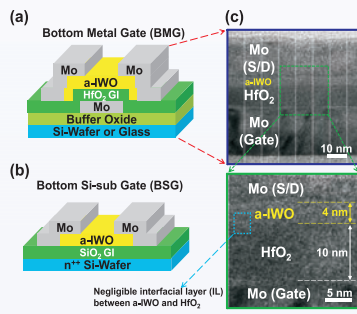 (a)
Bottom Metal Gate (BMG)
Mo
Mo
a-IWO
HfO₂ GI
Mo
Buffer Oxide
Si-Wafer or Glass
(b)
Bottom Si-sub Gate (BSG)
Mo
Mo
a-IWO
SiO₂ GI
n⁺⁺ Si-Wafer
Negligible interfacial layer (IL)
between a-IWO and HfO₂
(c)
Mo
(S/D)
a-IWO
HfO₂
Mo
(Gate)
10 nm
Mo (S/D)
a-IWO
4 nm
HfO₂
10 nm
Mo (Gate)
5 nm